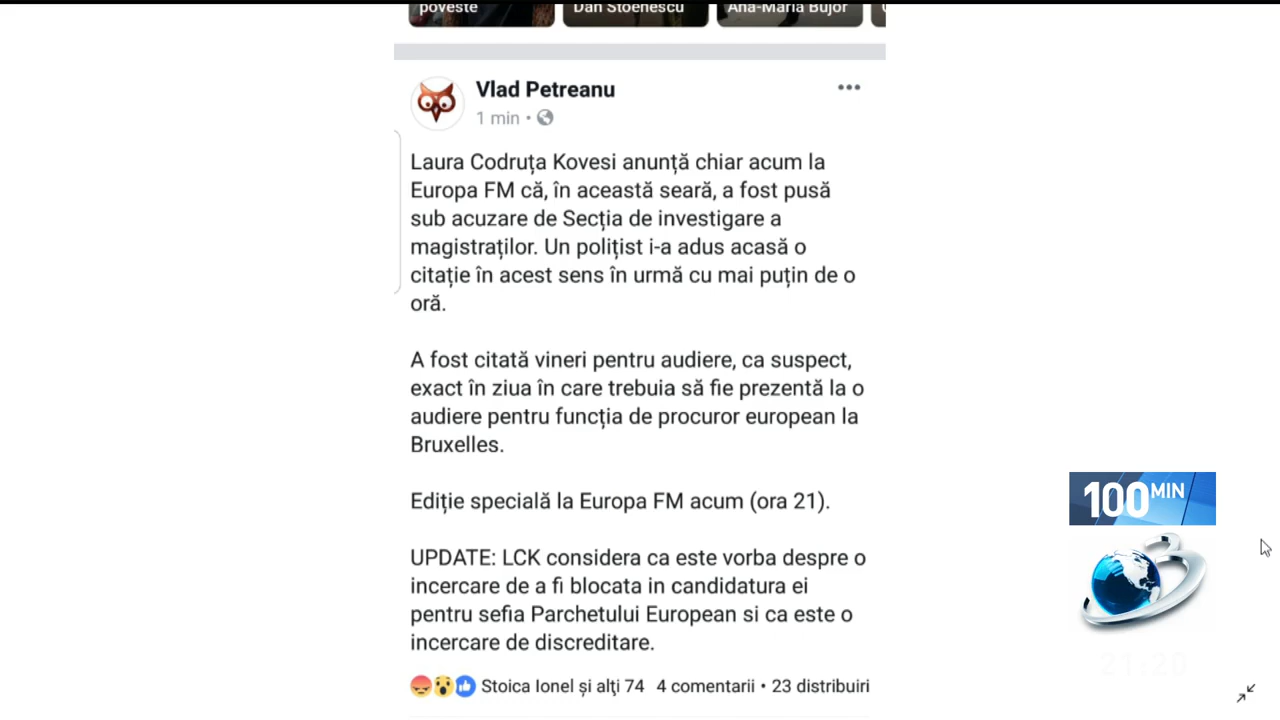 poveste
Dan Stoenescu
Ana-Maria Bujor
Vlad Petreanu
1 min •
Laura Codruța Kovesi anunță chiar acum la
Europa FM că, în această seară, a fost pusă
sub acuzare de Secția de investigare a
magistraților. Un polițist i-a adus acasă o
citație în acest sens în urmă cu mai puțin de o
oră.
A fost citată vineri pentru audiere, ca suspect,
exact în ziua în care trebuia să fie prezentă la o
audiere pentru funcția de procuror european la
Bruxelles.
Ediție specială la Europa FM acum (ora 21).
UPDATE: LCK considera ca este vorba despre o
incercare de a fi blocata in candidatura ei
pentru sefia Parchetului European si ca este o
incercare de discreditare.
Stoica Ionel și alți 74 4 comentarii • 23 distribuiri
100 MIN
3
21:20